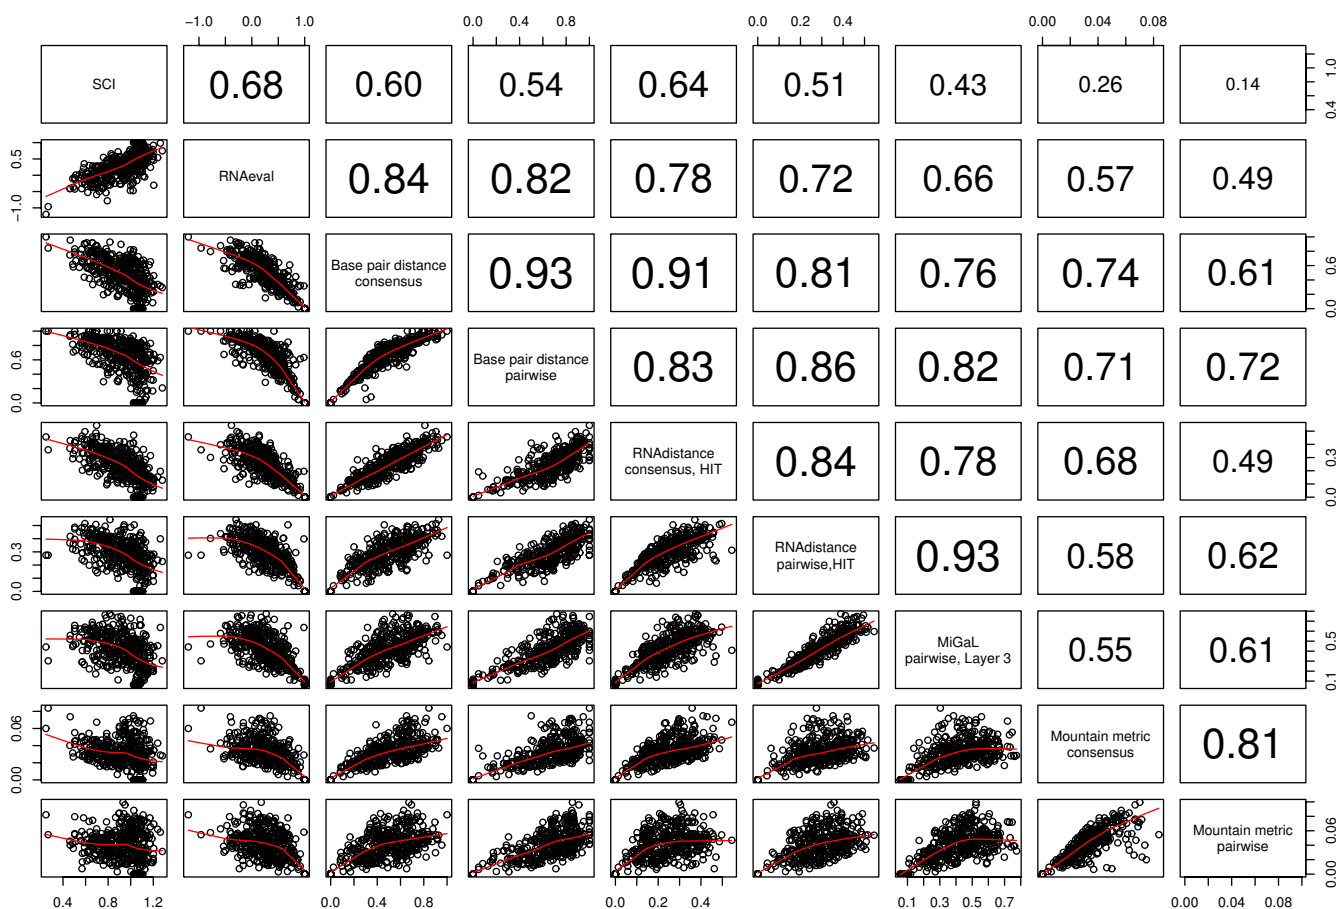 −1.0 0.0 1.0 0.0 0.4 0.8 0.0 0.2 0.4 0.00 0.04 0.08
SCI 0.68 0.60 0.54 0.64 0.51 0.43 0.26 0.14
0.4 1.0
−1.0 0.5
RNAeval 0.84 0.82 0.78 0.72 0.66 0.57 0.49
Base pair distance
consensus
0.93 0.91 0.81 0.76 0.74 0.61
0.0 0.6
0.0 0.6
Base pair distance
pairwise
0.83 0.86 0.82 0.71 0.72
RNAdistance
consensus, HIT
0.84 0.78 0.68 0.49
0.0 0.3
0.0 0.3
RNAdistance
pairwise,HIT
0.93 0.58 0.62
MiGaL
pairwise, Layer 3
0.55 0.61
0.1 0.5
0.00 0.06
Mountain metric
consensus
0.81
Mountain metric
pairwise
0.00 0.06
0.4 0.8 1.2 0.0 0.4 0.8 0.0 0.2 0.4 0.1 0.3 0.5 0.7 0.00 0.04 0.08